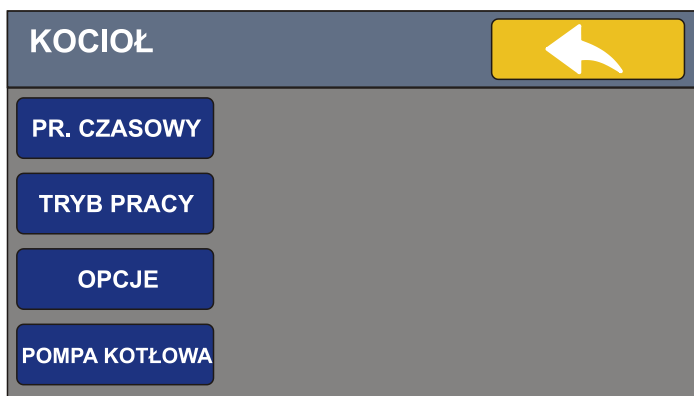 KOCIOŁ
PR. CZASOWY
TRYB PRACY
OPCJE
POMPA KOTŁOWA